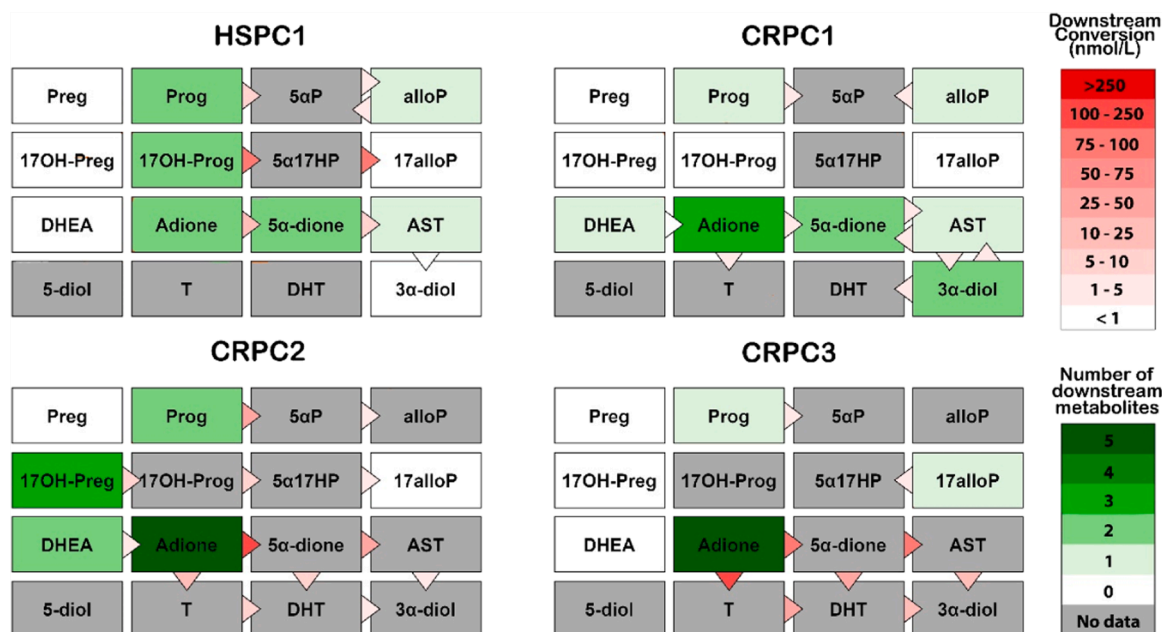 HSPC1
Preg Prog 5αP alloP
17OH-Preg 17OH-Prog 5α17HP 17alloP
DHEA Adione 5α-dione AST
5-diol T DHT 3α-diol
CRPC1
Preg Prog 5αP alloP
17OH-Preg 17OH-Prog 5α17HP 17alloP
DHEA Adione 5α-dione AST
5-diol T DHT 3α-diol
Downstream
Conversion
(nmol/L)
>250
100 - 250
75 - 100
50 - 75
25 - 50
10 - 25
5 - 10
1 - 5
< 1
CRPC2
Preg Prog 5αP alloP
17OH-Preg 17OH-Prog 5α17HP 17alloP
DHEA Adione 5α-dione AST
5-diol T DHT 3α-diol
CRPC3
Preg Prog 5αP alloP
17OH-Preg 17OH-Prog 5α17HP 17alloP
DHEA Adione 5α-dione AST
5-diol T DHT 3α-diol
Number of
downstream
metabolites
5
4
3
2
1
0
No data